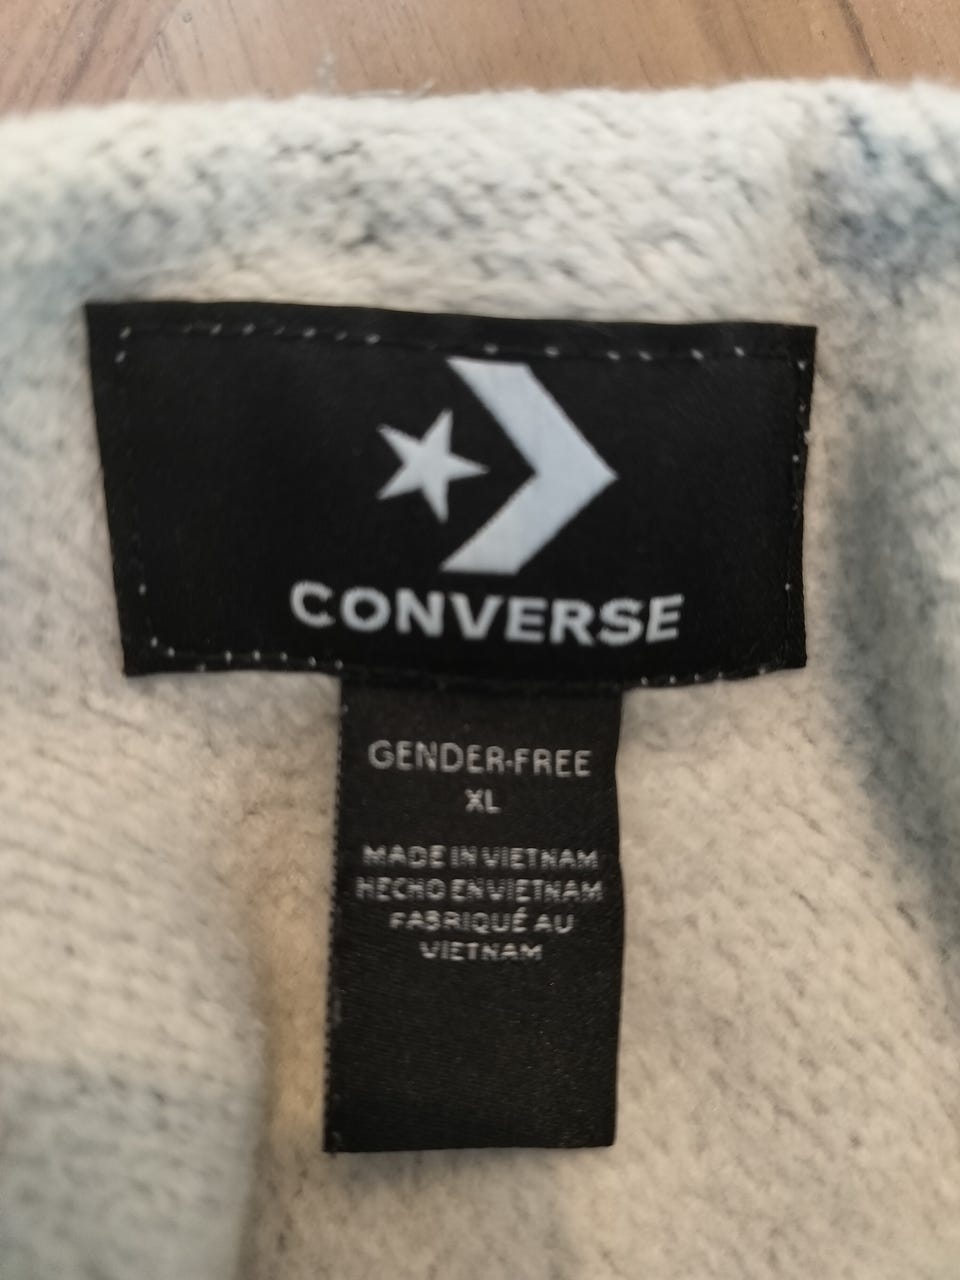 CONVERSE
GENDER-FREE
XL
MADE IN VIETNAM
HECHO EN VIETNAM
FABRIQUÉ AU
VIETNAM